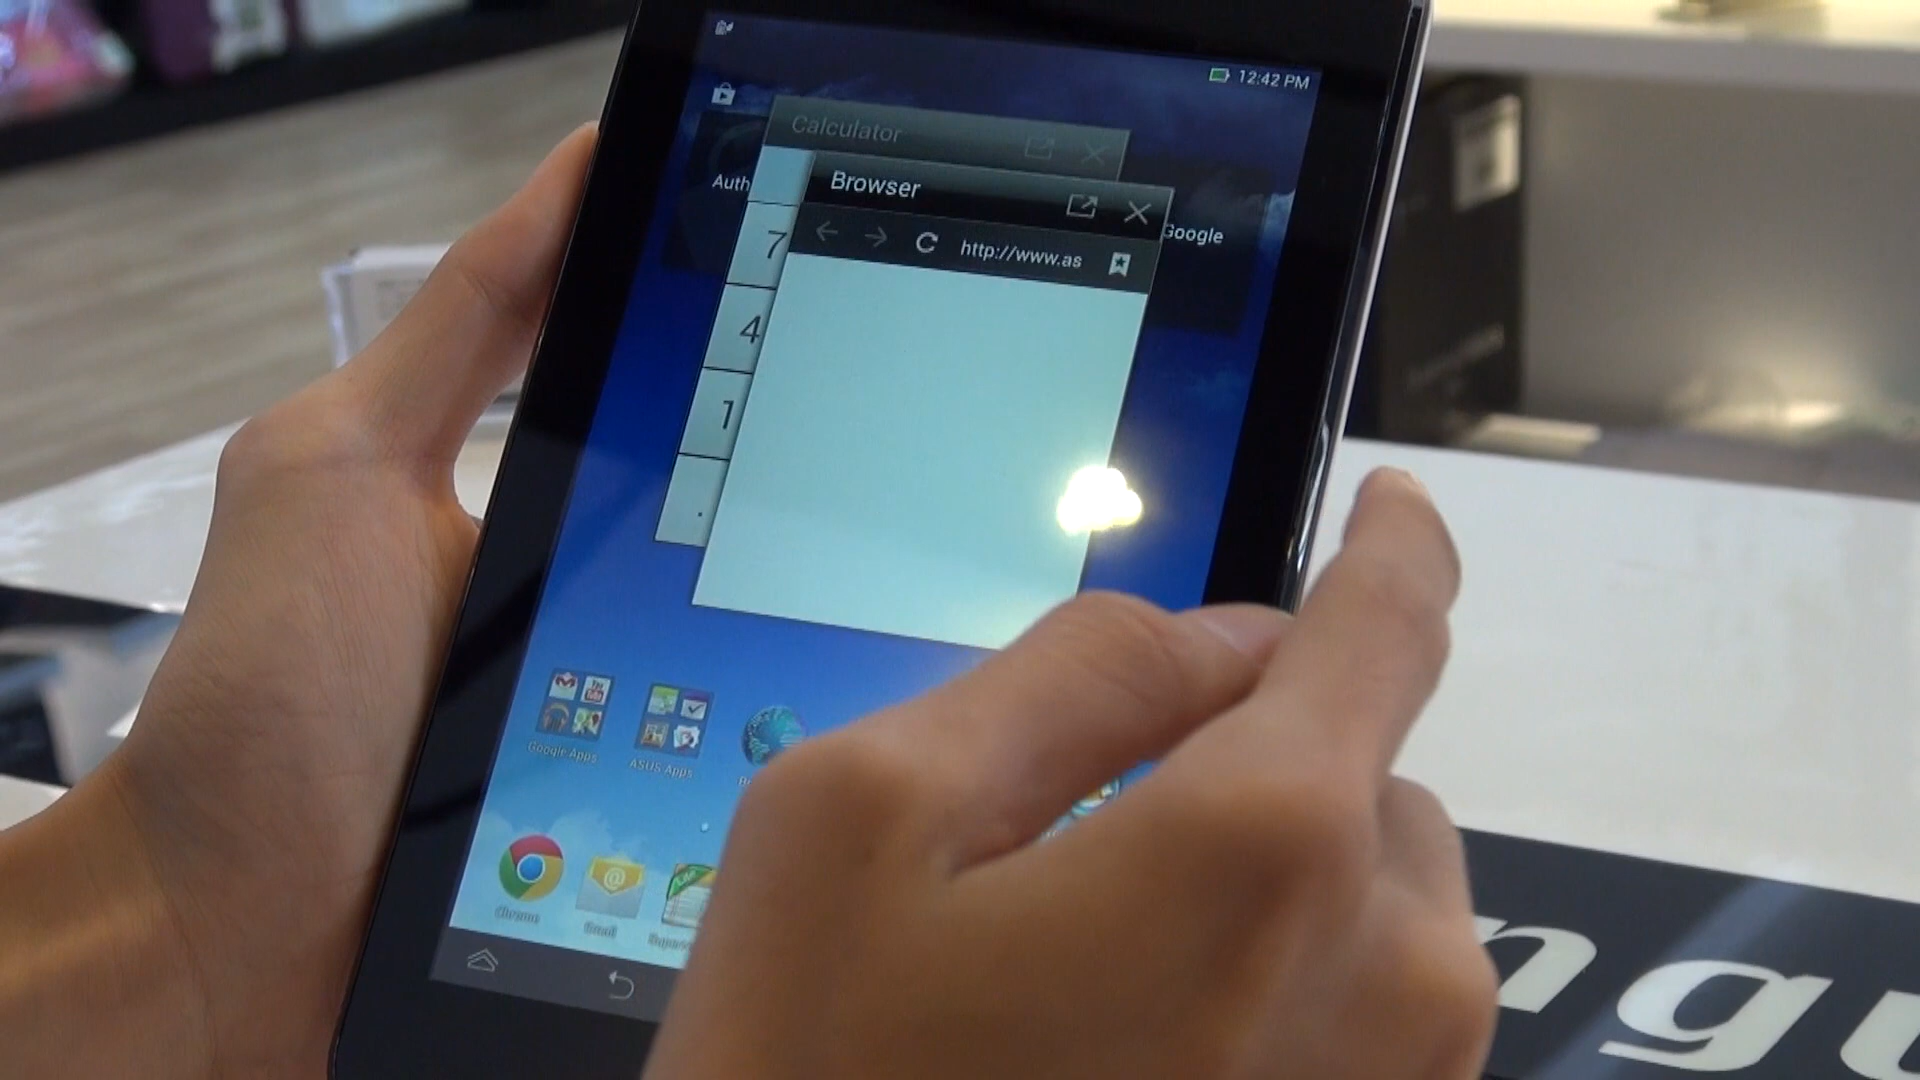 12:42 PM
Calculator
Browser
Auth
Google
http://www.as
7
4
1
.
Google Apps
ASUS Apps
Chrome
Email
ngu